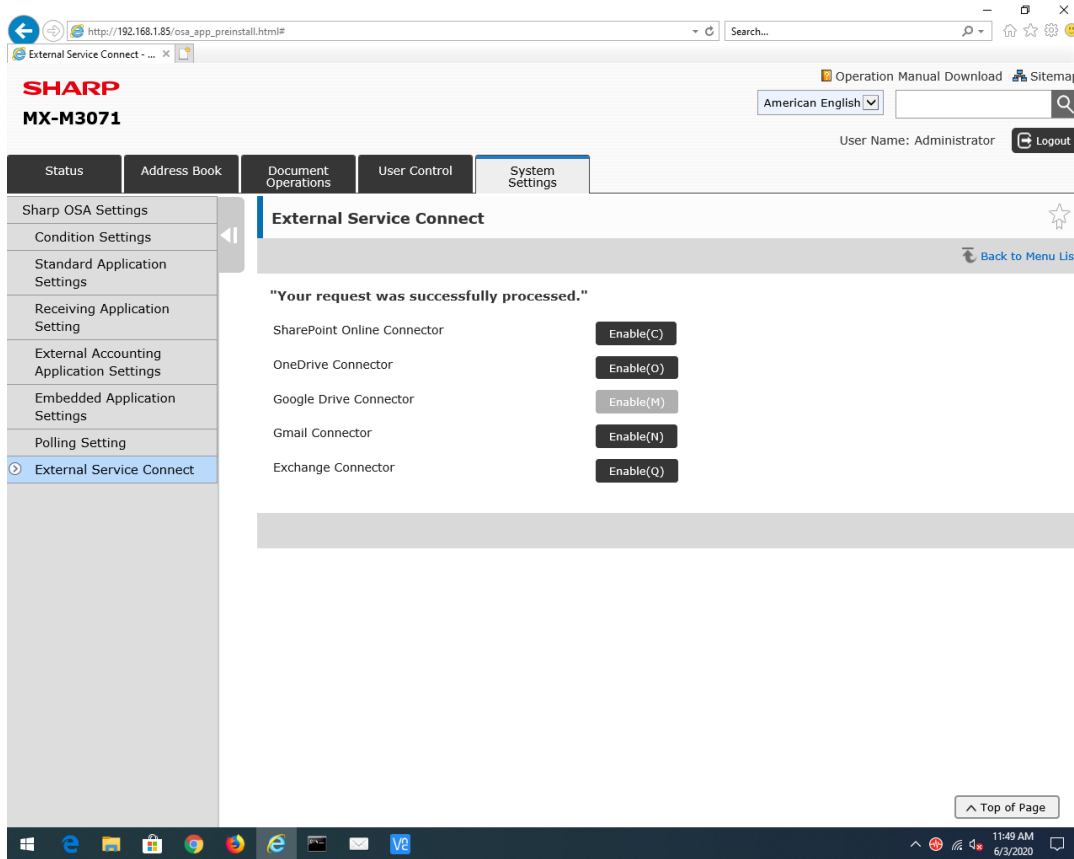 http://192.168.1.85/osa_app_preinstall.html#
Search...
External Service Connect - ...
Operation Manual Download
Sitemap
SHARP
American English
MX-M3071
User Name: Administrator
Logout
Status
Address Book
Document
Operations
User Control
System
Settings
Sharp OSA Settings
Condition Settings
Standard Application
Settings
Receiving Application
Setting
External Accounting
Application Settings
Embedded Application
Settings
Polling Setting
External Service Connect
External Service Connect
Back to Menu Lis
"Your request was successfully processed."
SharePoint Online Connector
Enable(C)
OneDrive Connector
Enable(O)
Google Drive Connector
Enable(M)
Gmail Connector
Enable(N)
Exchange Connector
Enable(Q)
Top of Page
11:49 AM
6/3/2020